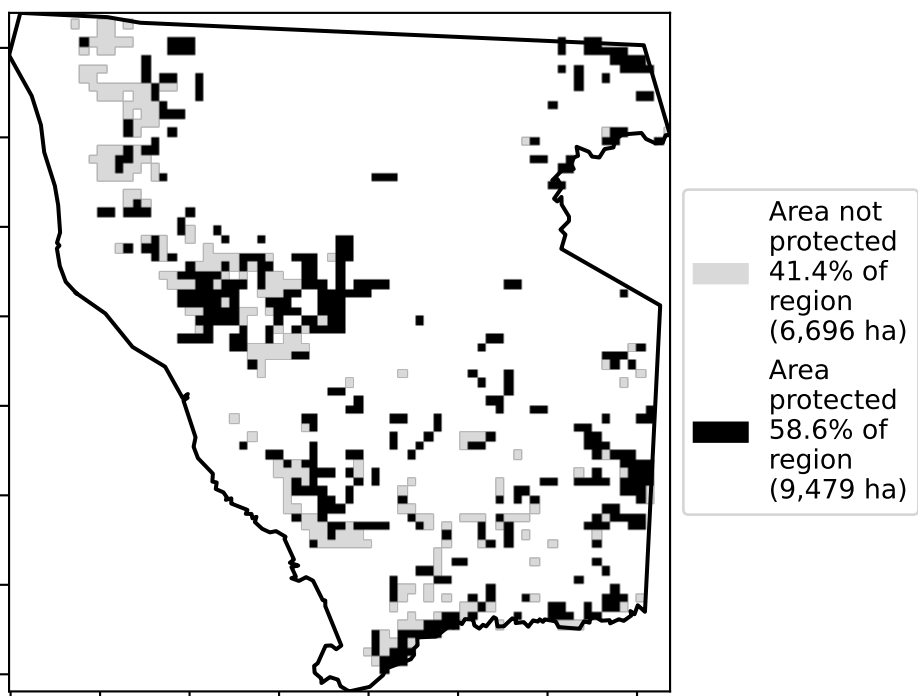 Area not
protected
41.4% of
region
(6,696 ha)
Area
protected
58.6% of
region
(9,479 ha)